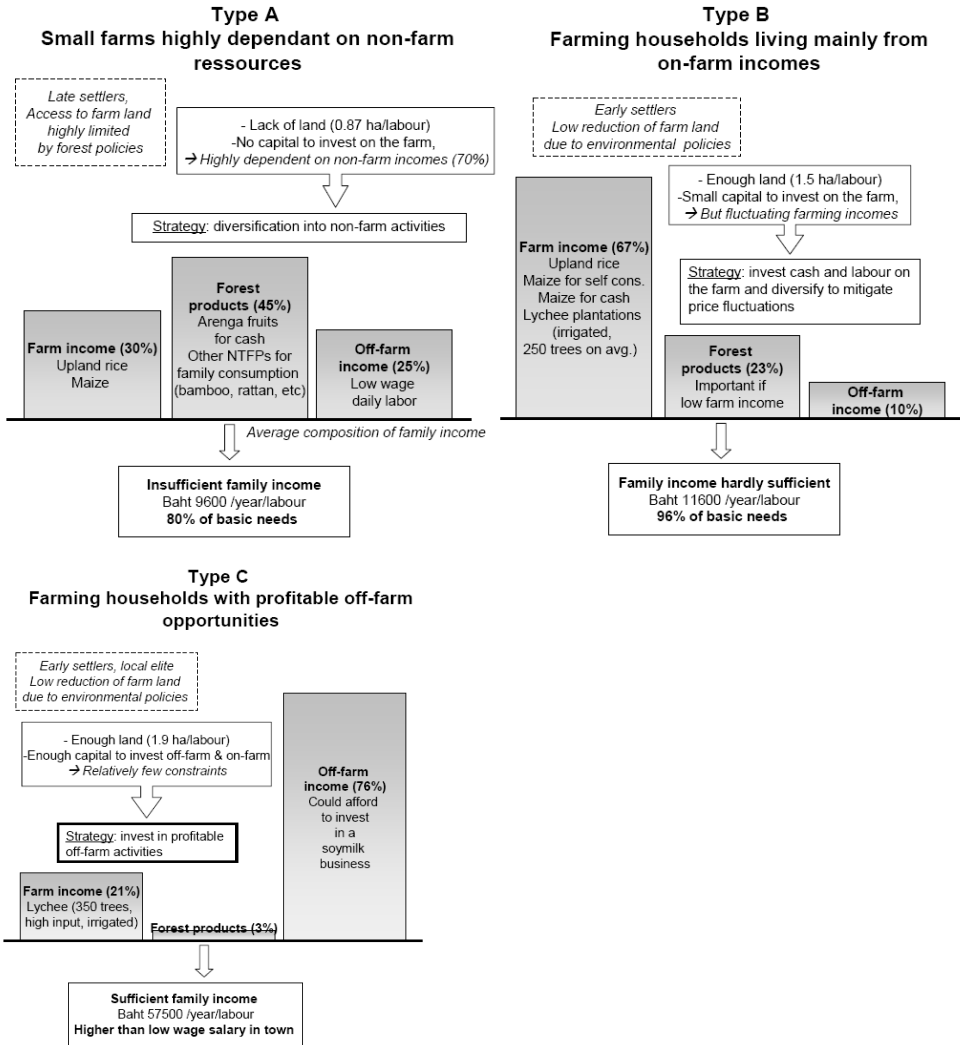 Type A
Small farms highly dependant on non-farm
ressources
Late settlers,
Access to farm land
highly limited
by forest policies
- Lack of land (0.87 ha/labour)
-No capital to invest on the farm,
→ Highly dependent on non-farm incomes (70%)
Strategy: diversification into non-farm activities
Farm income (30%)
Upland rice
Maize
Forest
products (45%)
Arenga fruits
for cash
Other NTFPs for
family consumption
(bamboo, rattan, etc)
Off-farm
income (25%)
Low wage
daily labor
Average composition of family income
Insufficient family income
Baht 9600 /year/labour
80% of basic needs
Type B
Farming households living mainly from
on-farm incomes
Early settlers
Low reduction of farm land
due to environmental policies
- Enough land (1.5 ha/labour)
-Small capital to invest on the farm,
→ But fluctuating farming incomes
Strategy: invest cash and labour on
the farm and diversify to mitigate
price fluctuations
Farm income (67%)
Upland rice
Maize for self cons.
Maize for cash
Lychee plantations
(irrigated,
250 trees on avg.)
Forest
products (23%)
Important if
low farm income
Off-farm
income (10%)
Family income hardly sufficient
Baht 11600 /year/labour
96% of basic needs
Type C
Farming households with profitable off-farm
opportunities
Early settlers, local elite
Low reduction of farm land
due to environmental policies
- Enough land (1.9 ha/labour)
-Enough capital to invest off-farm & on-farm
→ Relatively few constraints
Strategy: invest in profitable
off-farm activities
Farm income (21%)
Lychee (350 trees,
high input, irrigated)
Forest products (3%)
Off-farm
income (76%)
Could afford
to invest
in a
soymilk
business
Sufficient family income
Baht 57500 /year/labour
Higher than low wage salary in town